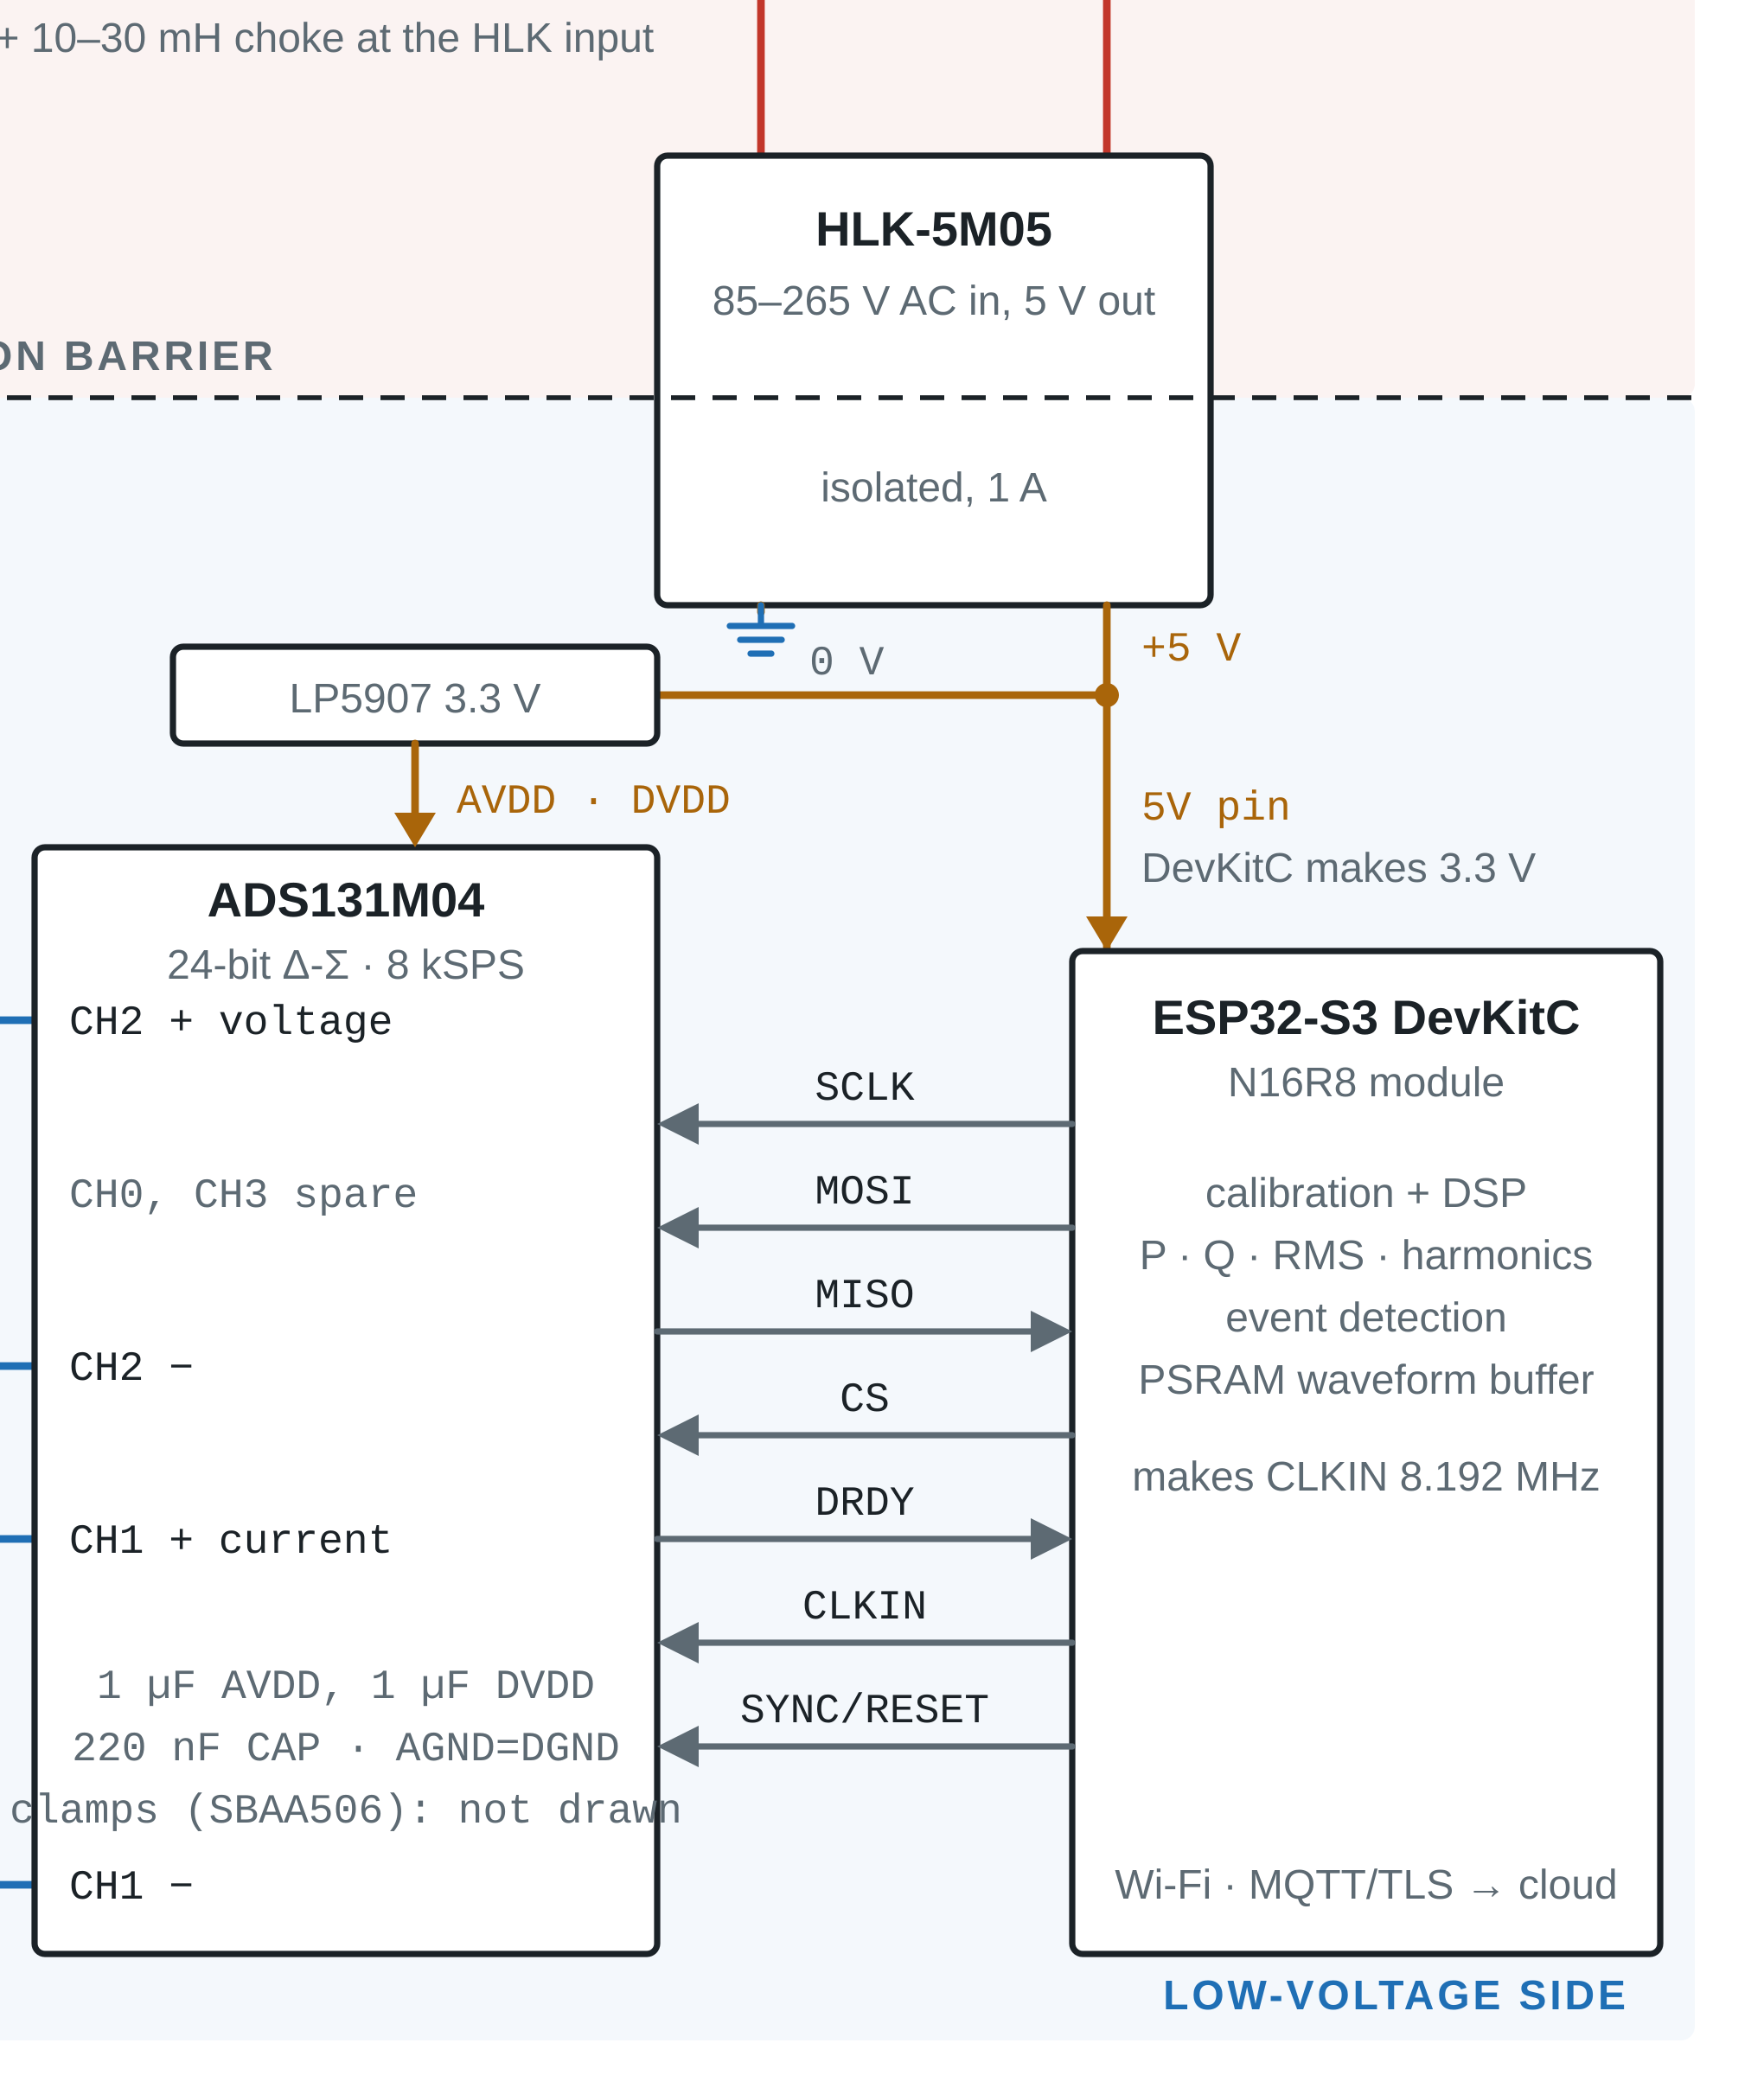 + 10–30 mH choke at the HLK input
HLK-5M05
85–265 V AC in, 5 V out
BARRIER
isolated, 1 A
0 V
+5 V
LP5907 3.3 V
AVDD · DVDD
5V pin
DevKitC makes 3.3 V
ADS131M04
24-bit Δ-Σ · 8 kSPS
CH2 + voltage
CH0, CH3 spare
CH2 −
CH1 + current
1 µF AVDD, 1 µF DVDD
220 nF CAP · AGND=DGND
clamps (SBAA506): not drawn
CH1 −
SCLK
MOSI
MISO
CS
DRDY
CLKIN
SYNC/RESET
ESP32-S3 DevKitC
N16R8 module
calibration + DSP
P · Q · RMS · harmonics
event detection
PSRAM waveform buffer
makes CLKIN 8.192 MHz
Wi-Fi · MQTT/TLS → cloud
LOW-VOLTAGE SIDE